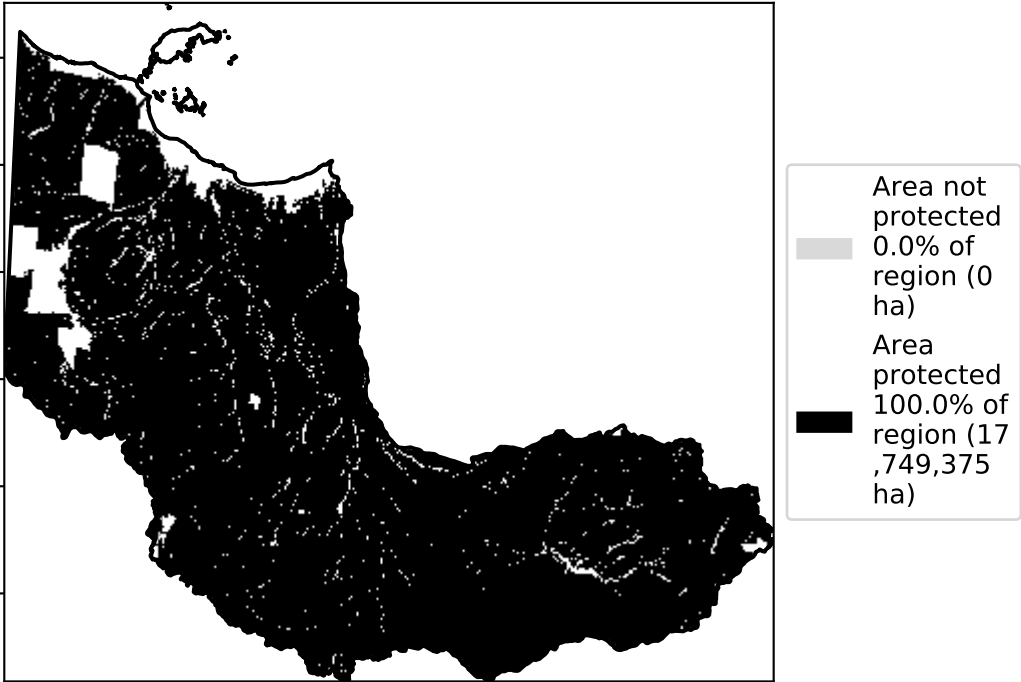 Area not
protected
0.0% of
region (0
ha)
Area
protected
100.0% of
region (17
,749,375
ha)